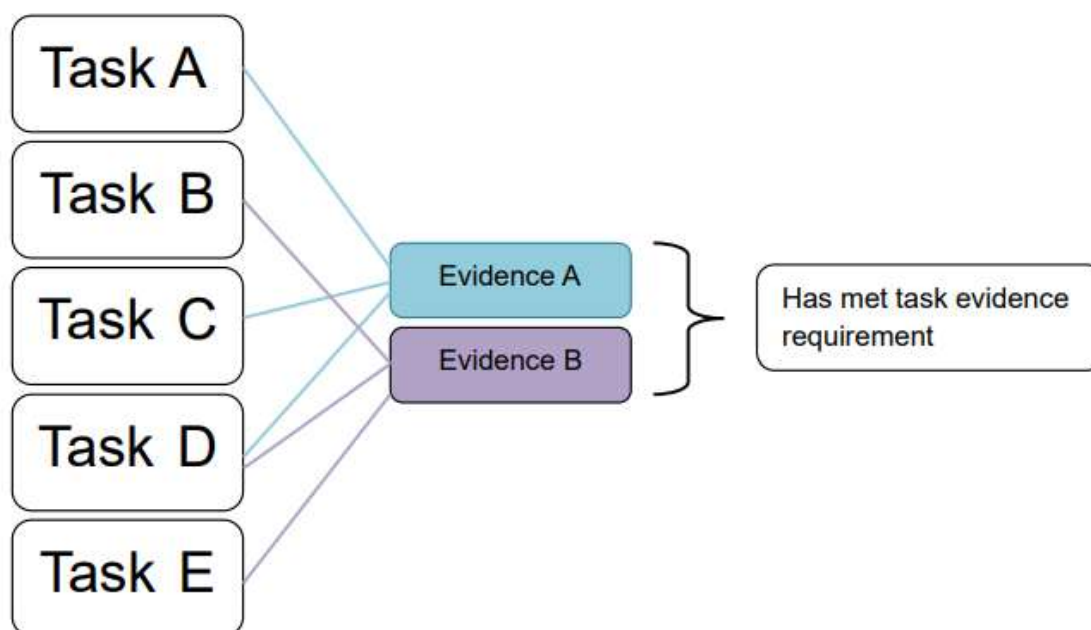 Task A
Task B
Task C
Task D
Task E
Evidence A
Evidence B
Has met task evidence
requirement